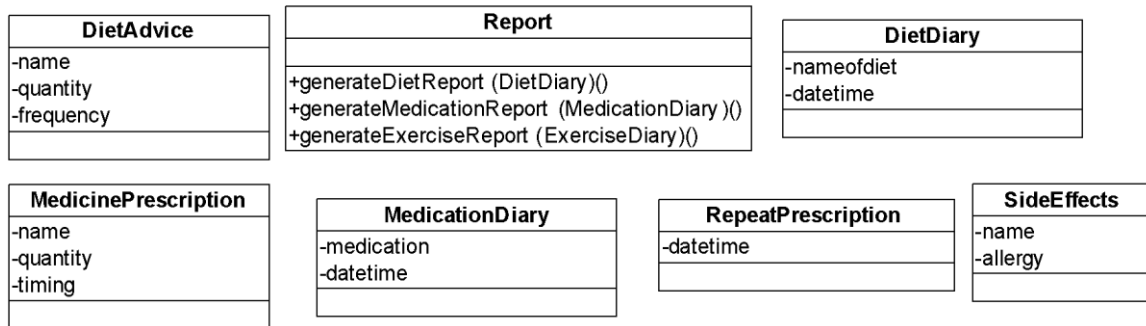 DietAdvice
-name
-quantity
-frequency
Report
+generateDietReport (DietDiary)()
+generateMedicationReport (MedicationDiary)()
+generateExerciseReport (ExerciseDiary)()
DietDiary
-nameofdiet
-datetime
MedicinePrescription
-name
-quantity
-timing
MedicationDiary
-medication
-datetime
RepeatPrescription
-datetime
SideEffects
-name
-allergy